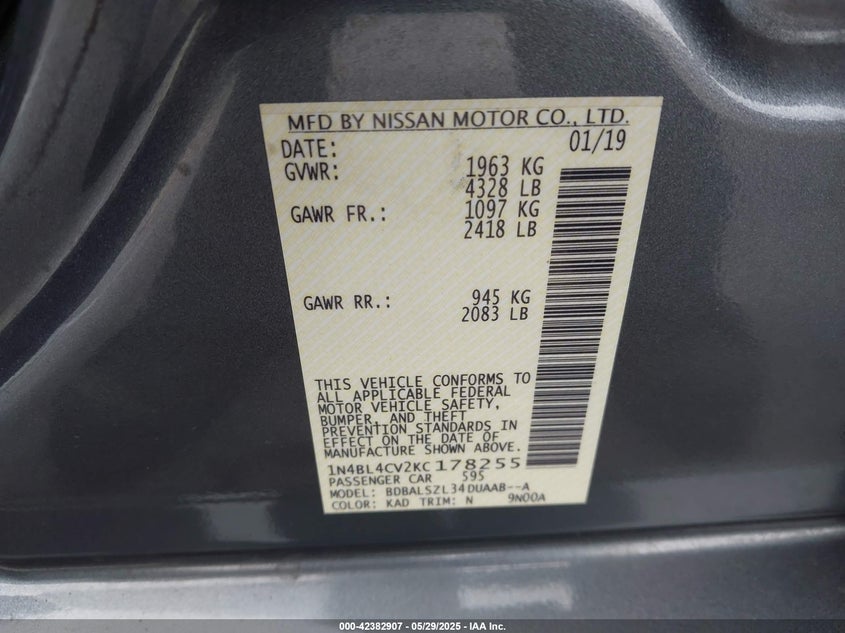 MFD BY NISSAN MOTOR CO., LTD.
DATE: 01/19
GVWR: 1963 KG
4328 LB
GAWR FR.: 1097 KG
2418 LB
GAWR RR.: 945 KG
2083 LB
THIS VEHICLE CONFORMS TO
ALL APPLICABLE FEDERAL
MOTOR VEHICLE SAFETY,
BUMPER, AND THEFT
PREVENTION STANDARDS IN
EFFECT ON THE DATE OF
MANUFACTURE SHOWN ABOVE.
1N4BL4CV2KC178255
PASSENGER CAR 595
MODEL: BDBALSZL34DUAAB--A
COLOR: KAD TRIM: N 9N00A
000-42382907 - 05/29/2025 - IAA Inc.